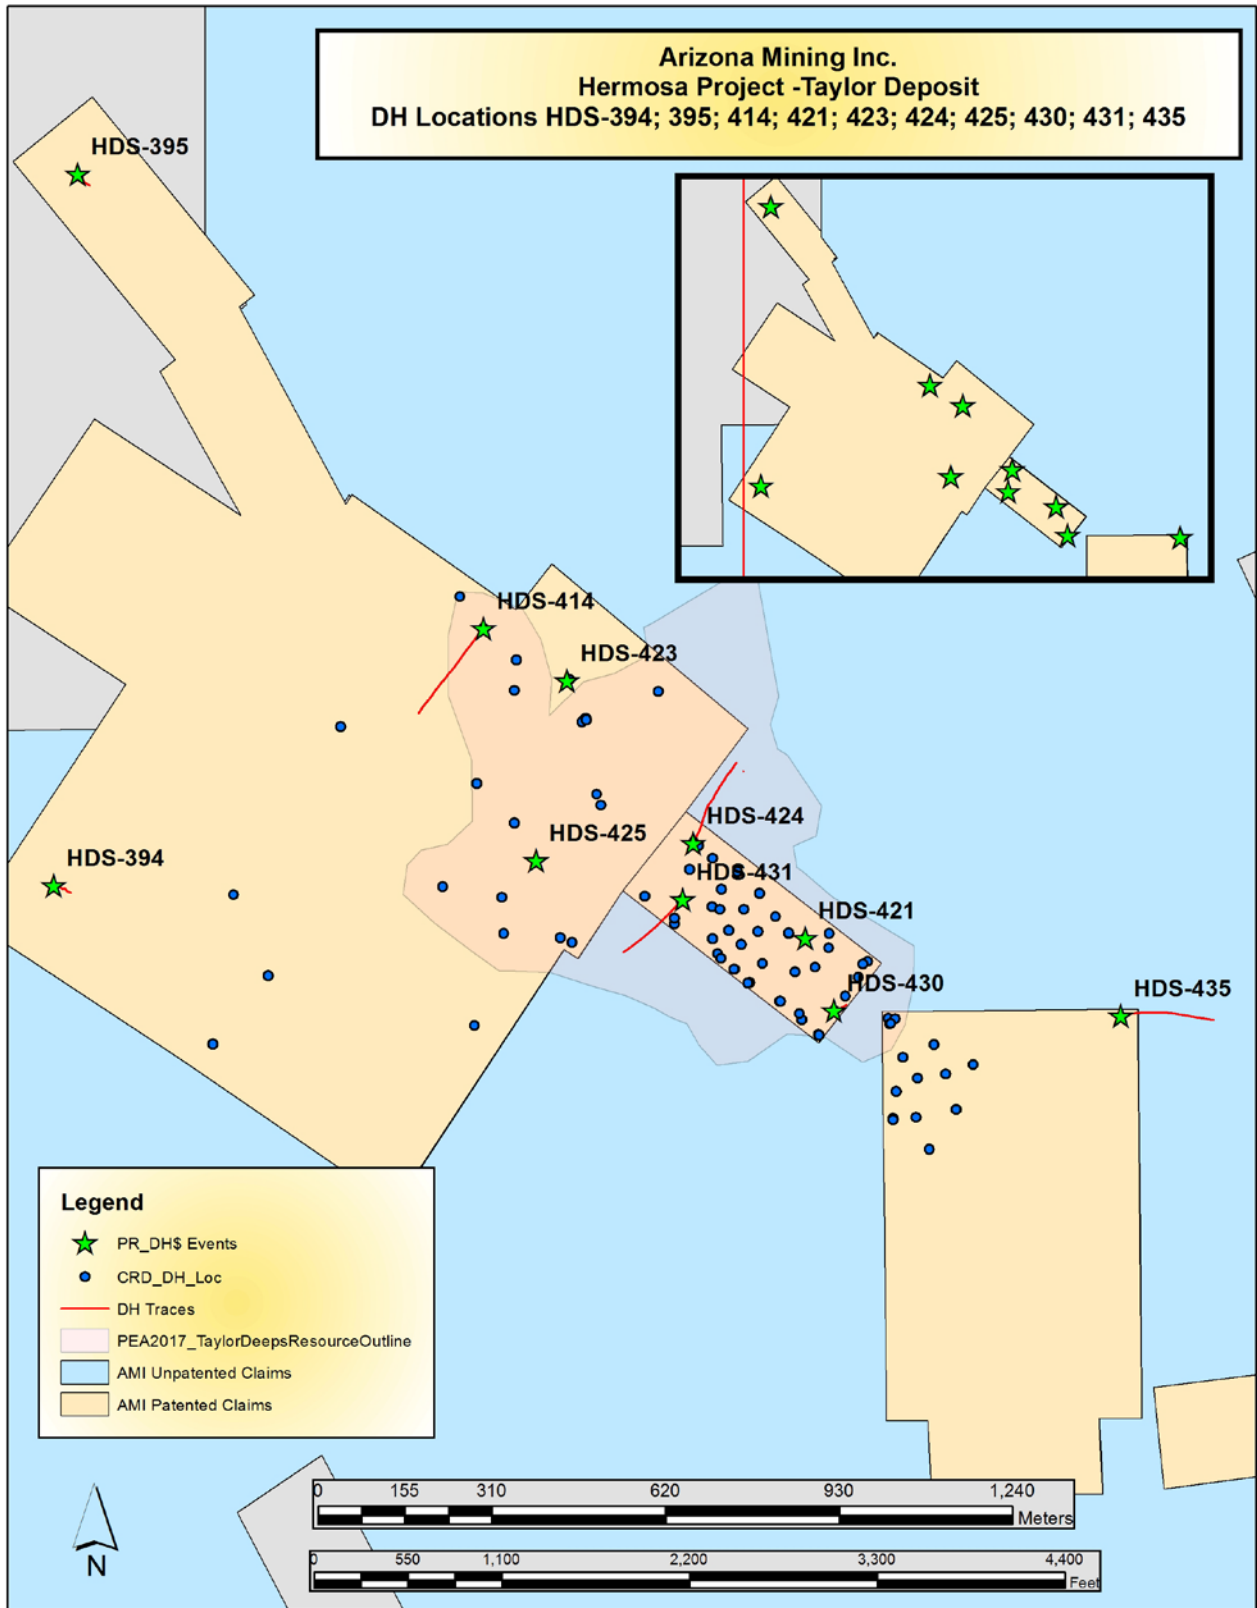 Arizona Mining Inc.
Hermosa Project -Taylor Deposit
DH Locations HDS-394; 395; 414; 421; 423; 424; 425; 430; 431; 435
HDS-395
HDS-414
HDS-423
HDS-424
HDS-425
HDS-394
HDS-431
HDS-421
HDS-430
HDS-435
Legend
PR_DH$ Events
CRD_DH_Loc
DH Traces
PEA2017_TaylorDeepsResourceOutline
AMI Unpatented Claims
AMI Patented Claims
N
0 155 310 620 930 1,240
Meters
0 550 1,100 2,200 3,300 4,400
Feet